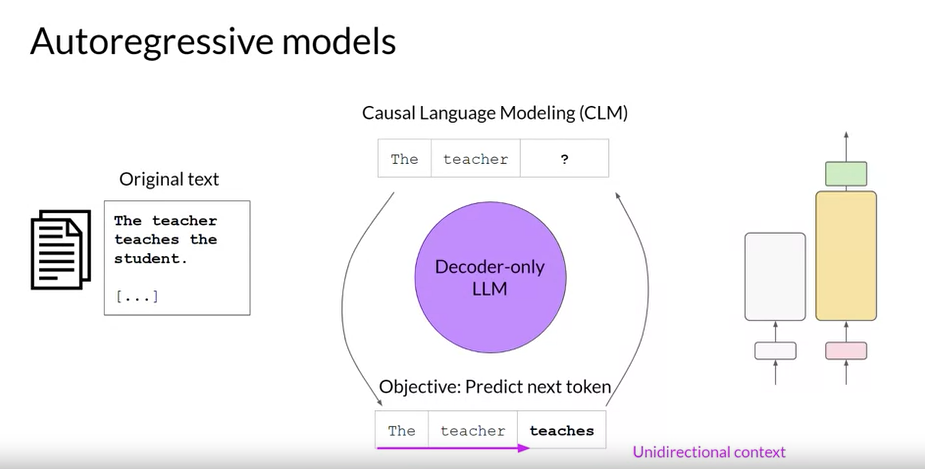 Autoregressive models
Original text
The teacher
teaches the
student.
[...]
Causal Language Modeling (CLM)
The teacher ?
Decoder-only
LLM
Objective: Predict next token
The teacher teaches
Unidirectional context